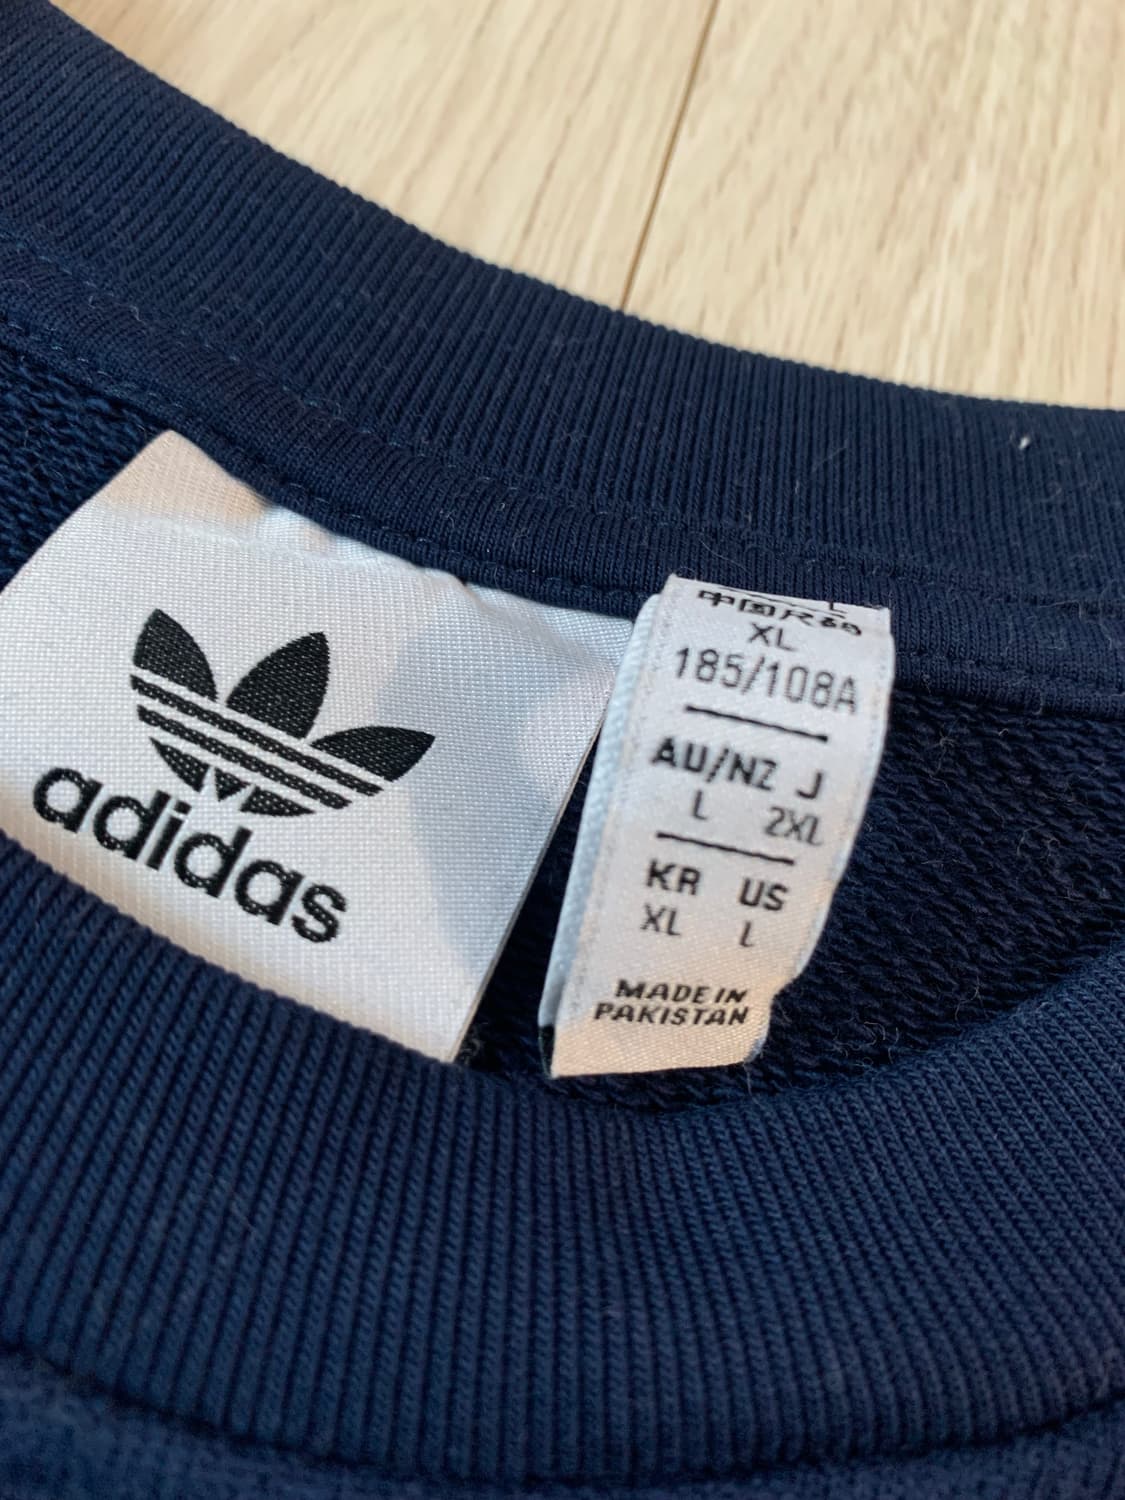 adidas
中国尺码
XL
185/108A
AU/NZ J
L 2XL
KR US
XL L
MADE IN
PAKISTAN